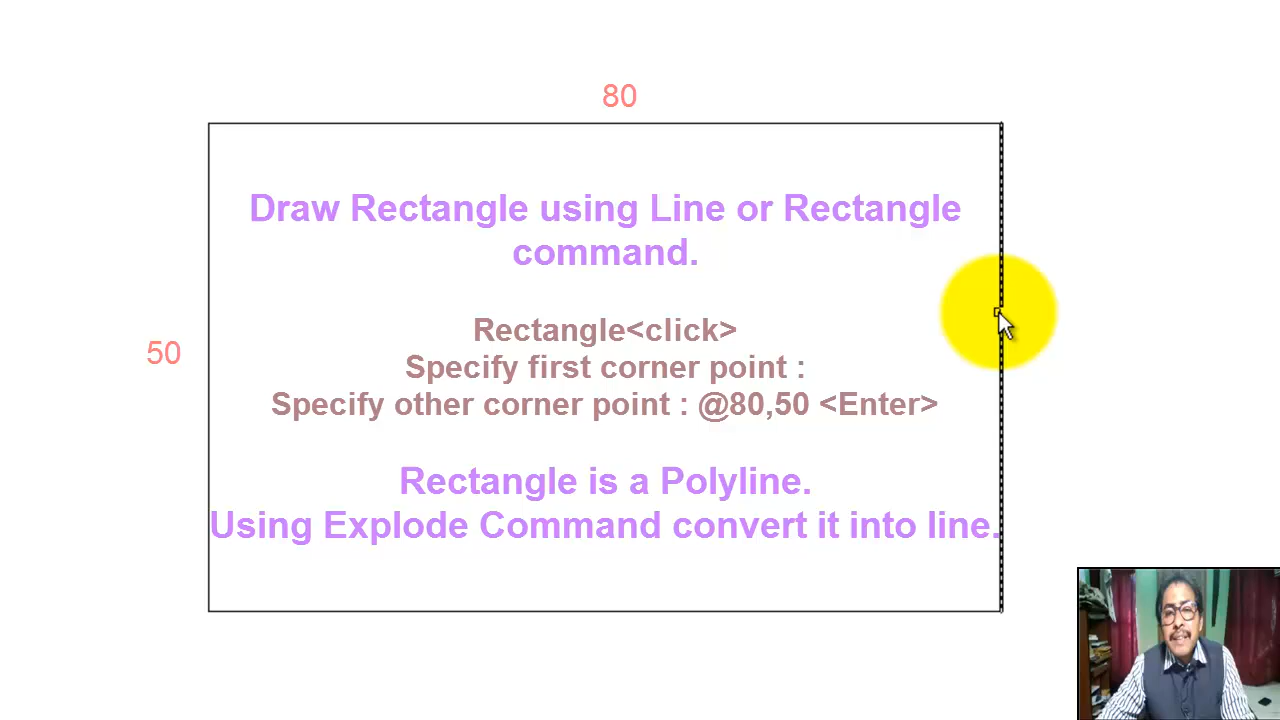 80
Draw Rectangle using Line or Rectangle
command.
Rectangle<click>
50
Specify first corner point :
Specify other corner point : @80,50 <Enter>
Rectangle is a Polyline.
Using Explode Command convert it into line.